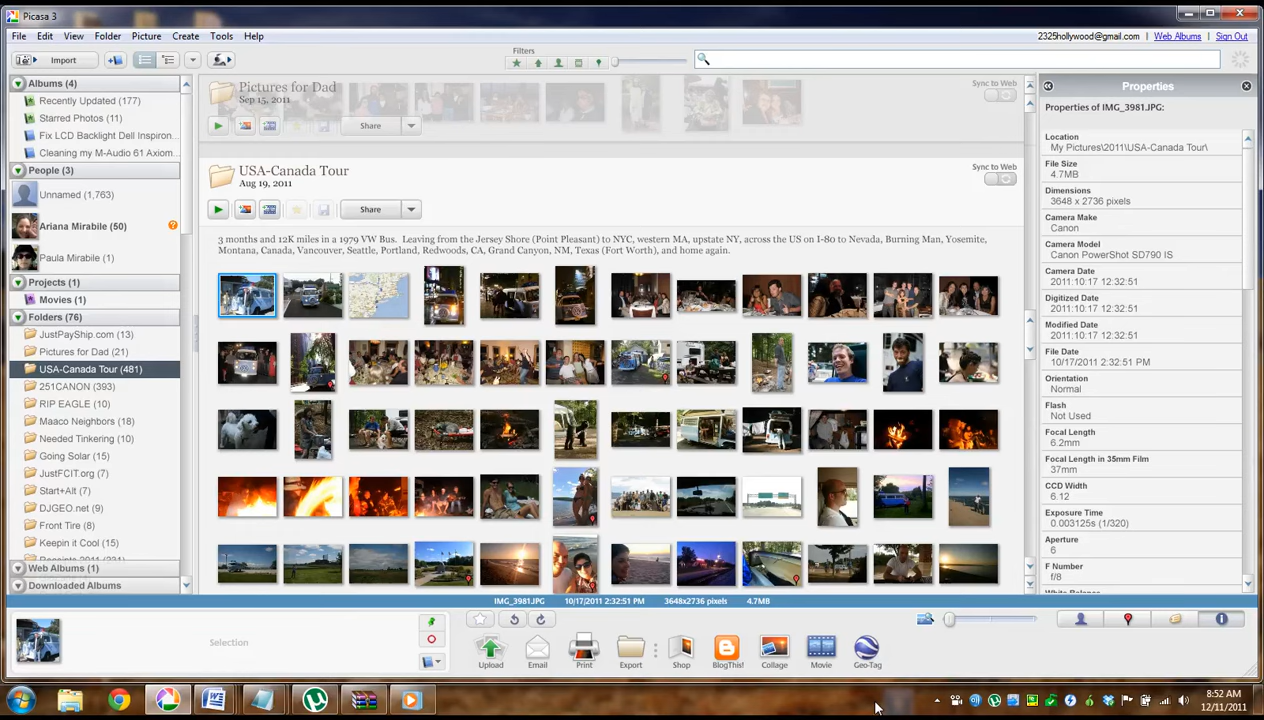 Picasa 3
File Edit View Folder Picture Create Tools Help
2325hollywood@gmail.com Web Albums Sign Out
Import
Filters
Albums (4)
Recently Updated (177)
Starred Photos (11)
Fix LCD Backlight Dell Inspiron...
Cleaning my M-Audio 61 Axiom...
People (3)
Unnamed (1,763)
Ariana Mirabile (50)
Paula Mirabile (1)
Projects (1)
Movies (1)
Folders (76)
JustPayShip.com (13)
Pictures for Dad (21)
USA-Canada Tour (481)
251CANON (393)
RIP EAGLE (10)
Maaco Neighbors (18)
Needed Tinkering (10)
Going Solar (15)
JustFCIT.org (7)
Start+Alt (7)
DJGEO.net (9)
Front Tire (8)
Keepin it Cool (15)
Receipts 2011 (231)
Web Albums (1)
Downloaded Albums
Pictures for Dad
Sep 15, 2011
Sync to Web
Share
USA-Canada Tour
Aug 19, 2011
Sync to Web
Share
3 months and 12K miles in a 1979 VW Bus. Leaving from the Jersey Shore (Point Pleasant) to NYC, western MA, upstate NY, across the US on I-80 to Nevada, Burning Man, Yosemite,
Montana, Canada, Vancouver, Seattle, Portland, Redwoods, CA, Grand Canyon, NM, Texas (Fort Worth), and home again.
Properties
Properties of IMG_3981.JPG:
Location
My Pictures\2011\USA-Canada Tour\
File Size
4.7MB
Dimensions
3648 x 2736 pixels
Camera Make
Canon
Camera Model
Canon PowerShot SD790 IS
Camera Date
2011:10:17 12:32:51
Digitized Date
2011:10:17 12:32:51
Modified Date
2011:10:17 12:32:51
File Date
10/17/2011 2:32:51 PM
Orientation
Normal
Flash
Not Used
Focal Length
6.2mm
Focal Length in 35mm Film
37mm
CCD Width
6.12
Exposure Time
0.003125s (1/320)
Aperture
6
F Number
f/8
White Balance
IMG_3981.JPG 10/17/2011 2:32:51 PM 3648x2736 pixels 4.7MB
Selection
Upload Email Print Export Shop BlogThis! Collage Movie Geo-Tag
8:52 AM
12/11/2011